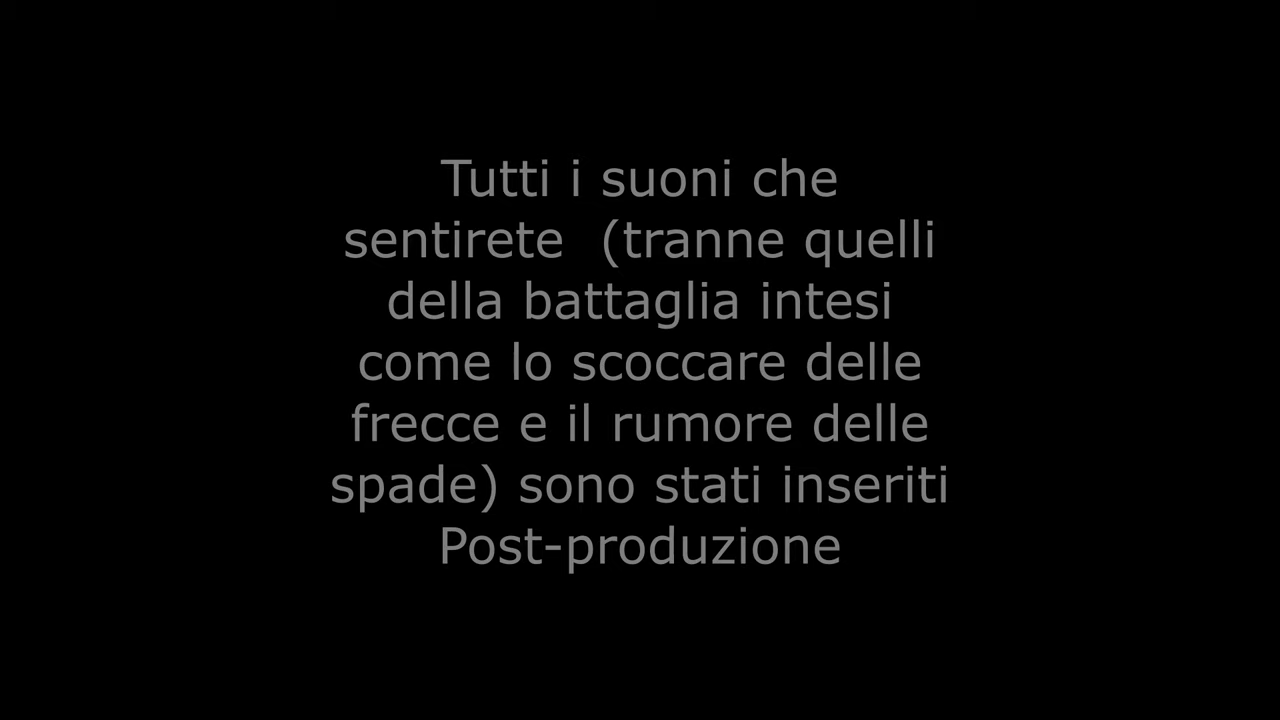 Tutti i suoni che
sentirete  (tranne quelli
della battaglia intesi
come lo scoccare delle
frecce e il rumore delle
spade) sono stati inseriti
Post-produzione